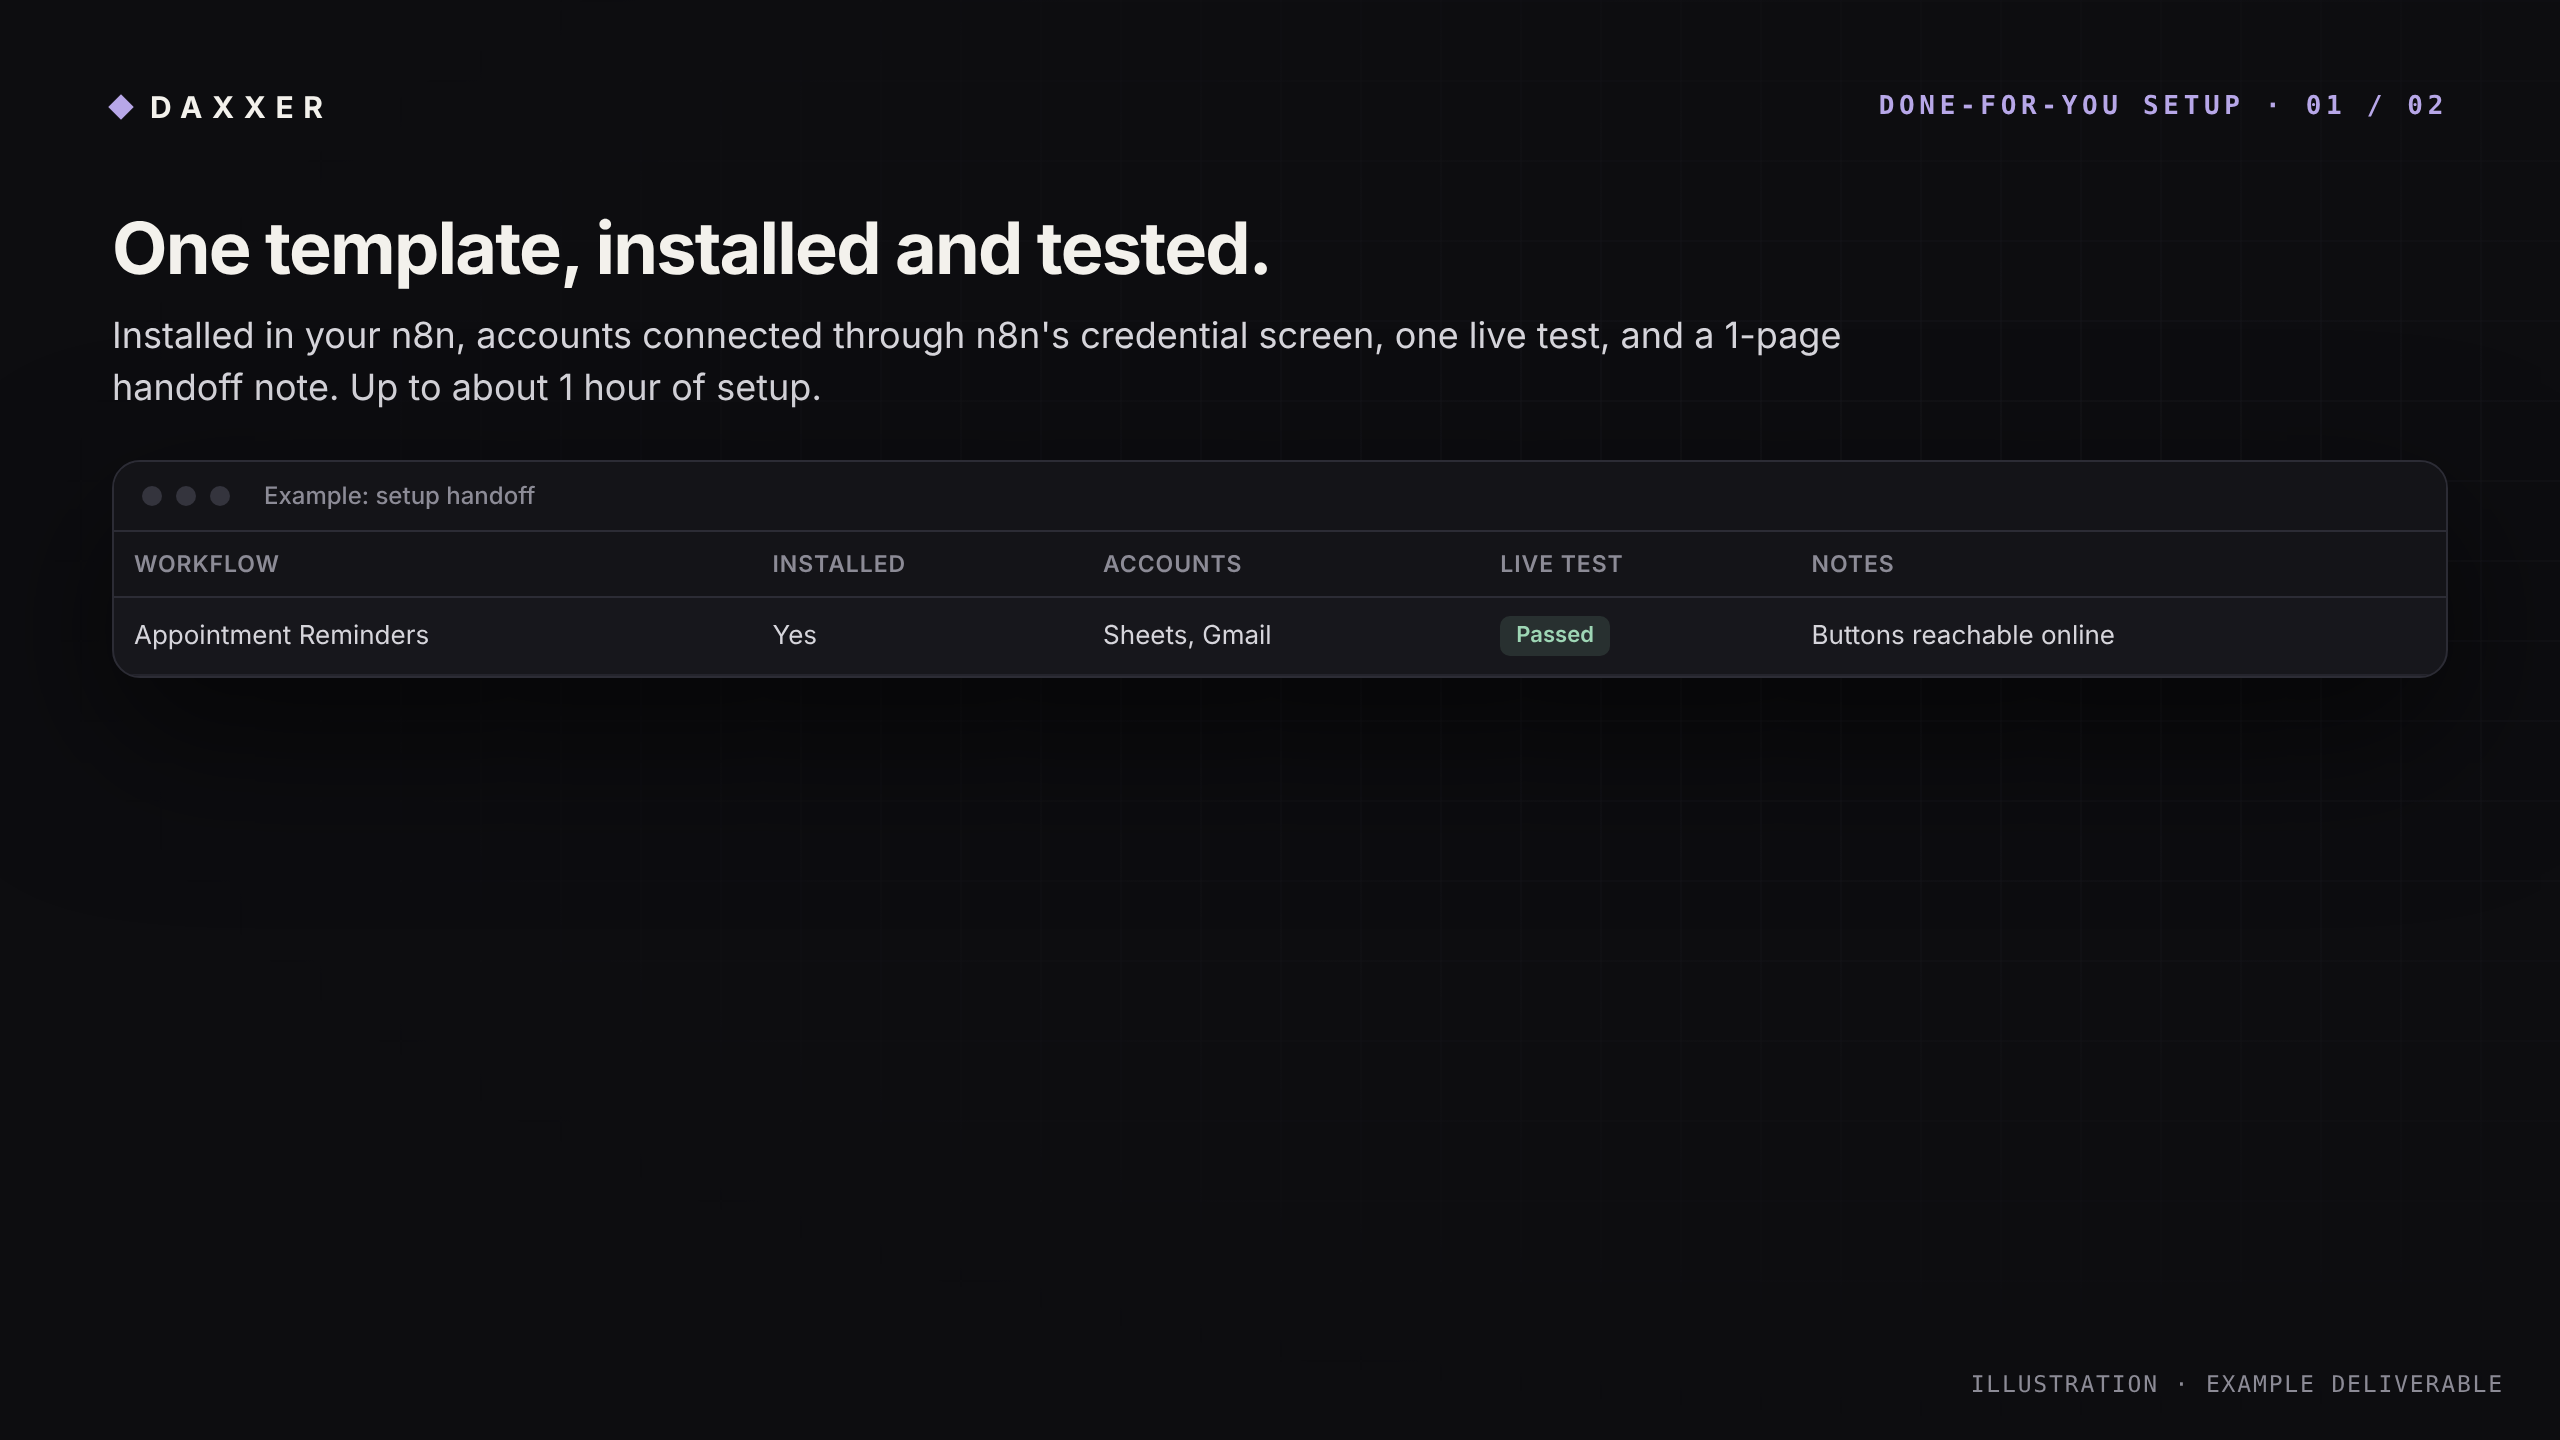 DAXXER
DONE-FOR-YOU SETUP · 01 / 02
One template, installed and tested.
Installed in your n8n, accounts connected through n8n's credential screen, one live test, and a 1-page
handoff note. Up to about 1 hour of setup.
Example: setup handoff
WORKFLOW INSTALLED ACCOUNTS LIVE TEST NOTES
Appointment Reminders Yes Sheets, Gmail Passed Buttons reachable online
ILLUSTRATION · EXAMPLE DELIVERABLE